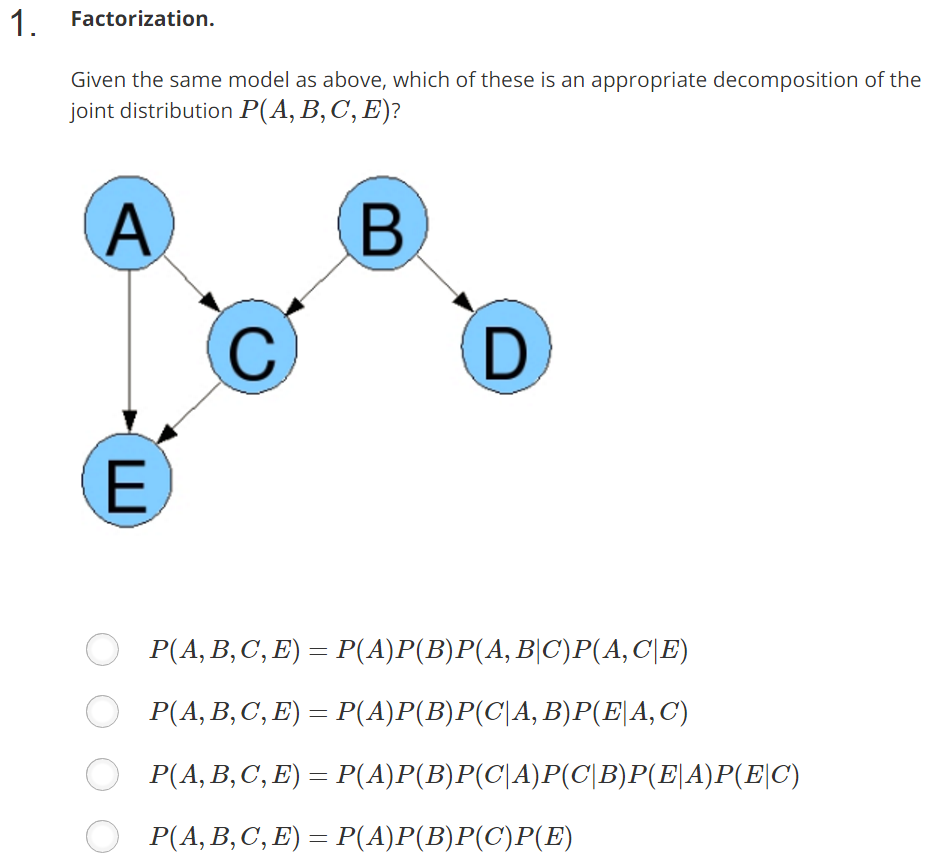 1. Factorization.
Given the same model as above, which of these is an appropriate decomposition of the
joint distribution P(A, B, C, E)?
A
B
C
D
E
P(A, B, C, E) = P(A)P(B)P(A, B|C)P(A, C|E)
P(A, B, C, E) = P(A)P(B)P(C|A, B)P(E|A, C)
P(A, B, C, E) = P(A)P(B)P(C|A)P(C|B)P(E|A)P(E|C)
P(A, B, C, E) = P(A)P(B)P(C)P(E)